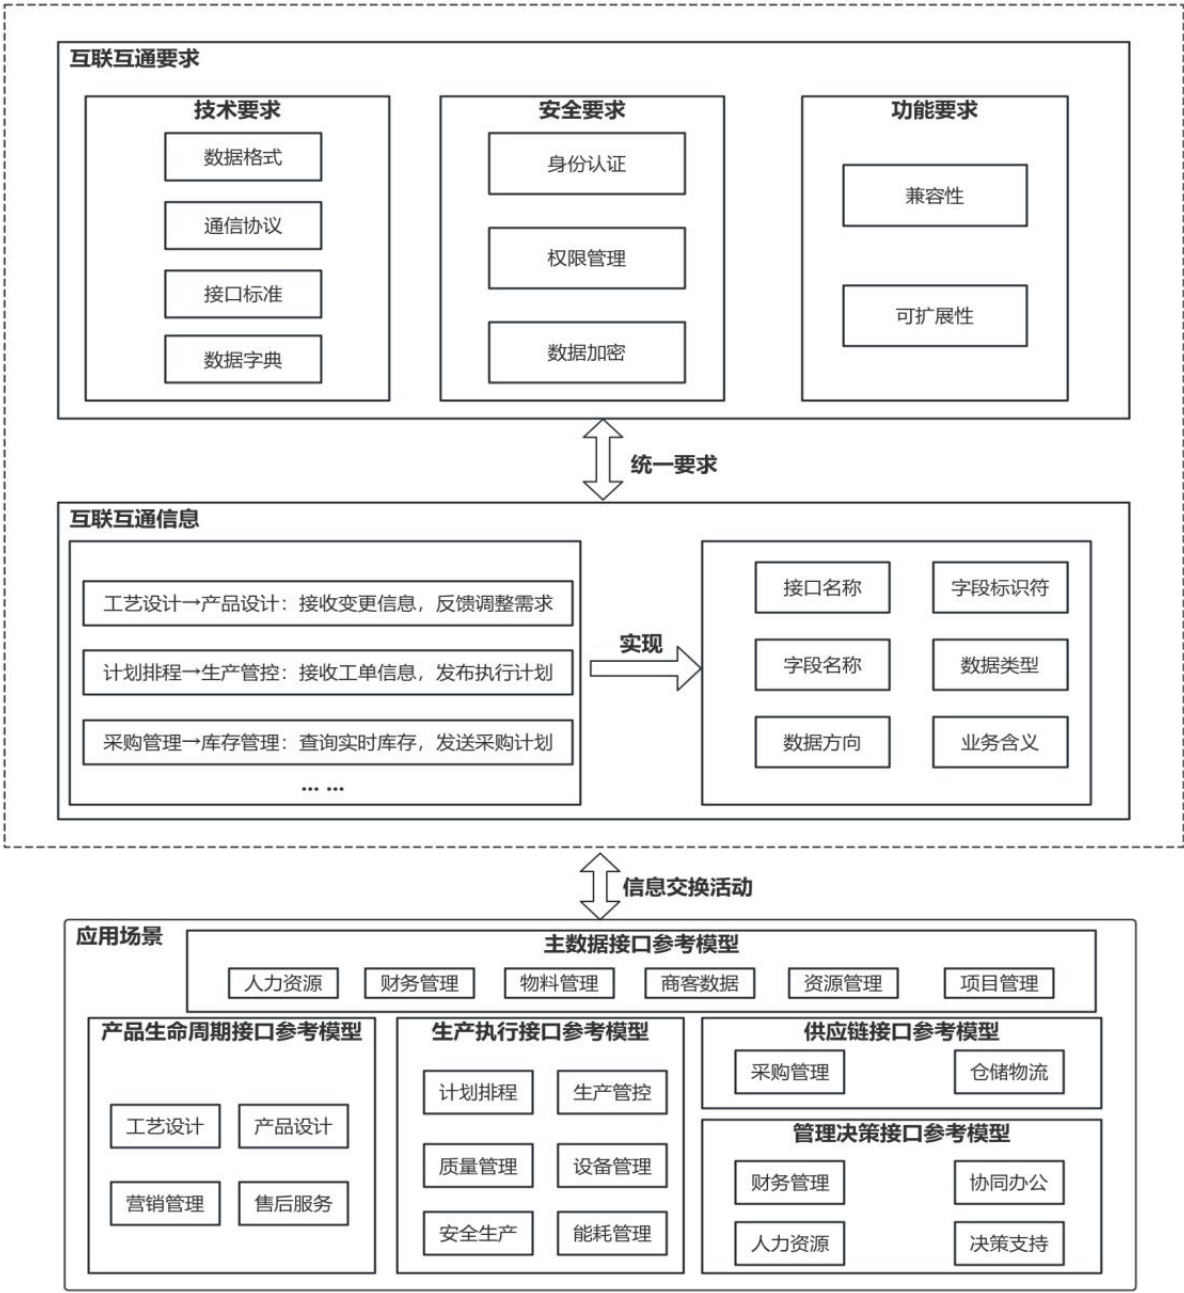 互联互通要求
技术要求
数据格式
通信协议
接口标准
数据字典
安全要求
身份认证
权限管理
数据加密
功能要求
兼容性
可扩展性
统一要求
互联互通信息
工艺设计→产品设计：接收变更信息，反馈调整需求
计划排程→生产管控：接收工单信息，发布执行计划
采购管理→库存管理：查询实时库存，发送采购计划
... ...
实现
接口名称
字段标识符
字段名称
数据类型
数据方向
业务含义
信息交换活动
应用场景
主数据接口参考模型
人力资源
财务管理
物料管理
商客数据
资源管理
项目管理
产品生命周期接口参考模型
工艺设计
产品设计
营销管理
售后服务
生产执行接口参考模型
计划排程
生产管控
质量管理
设备管理
安全生产
能耗管理
供应链接口参考模型
采购管理
仓储物流
管理决策接口参考模型
财务管理
协同办公
人力资源
决策支持